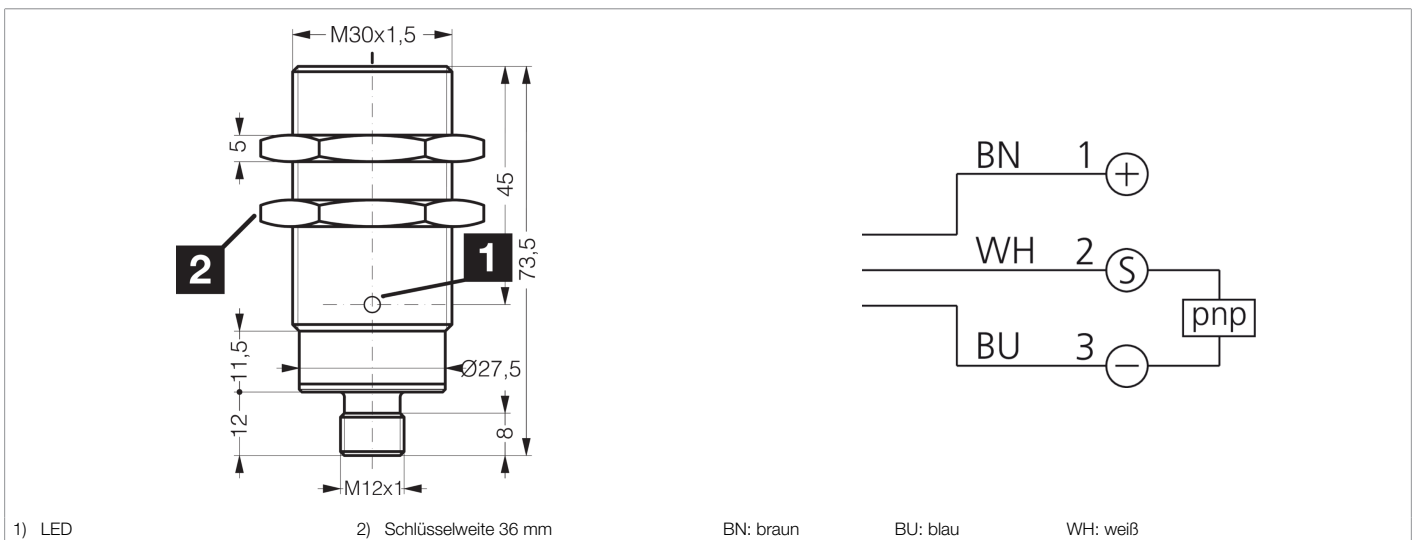 M30x1,5
5
45
73,5
2
1
11,5
Ø27,5
12
8
M12x1
BN 1 +
WH 2 S
pnp
BU 3 −
1) LED 2) Schlüsselweite 36 mm BN: braun BU: blau WH: weiß